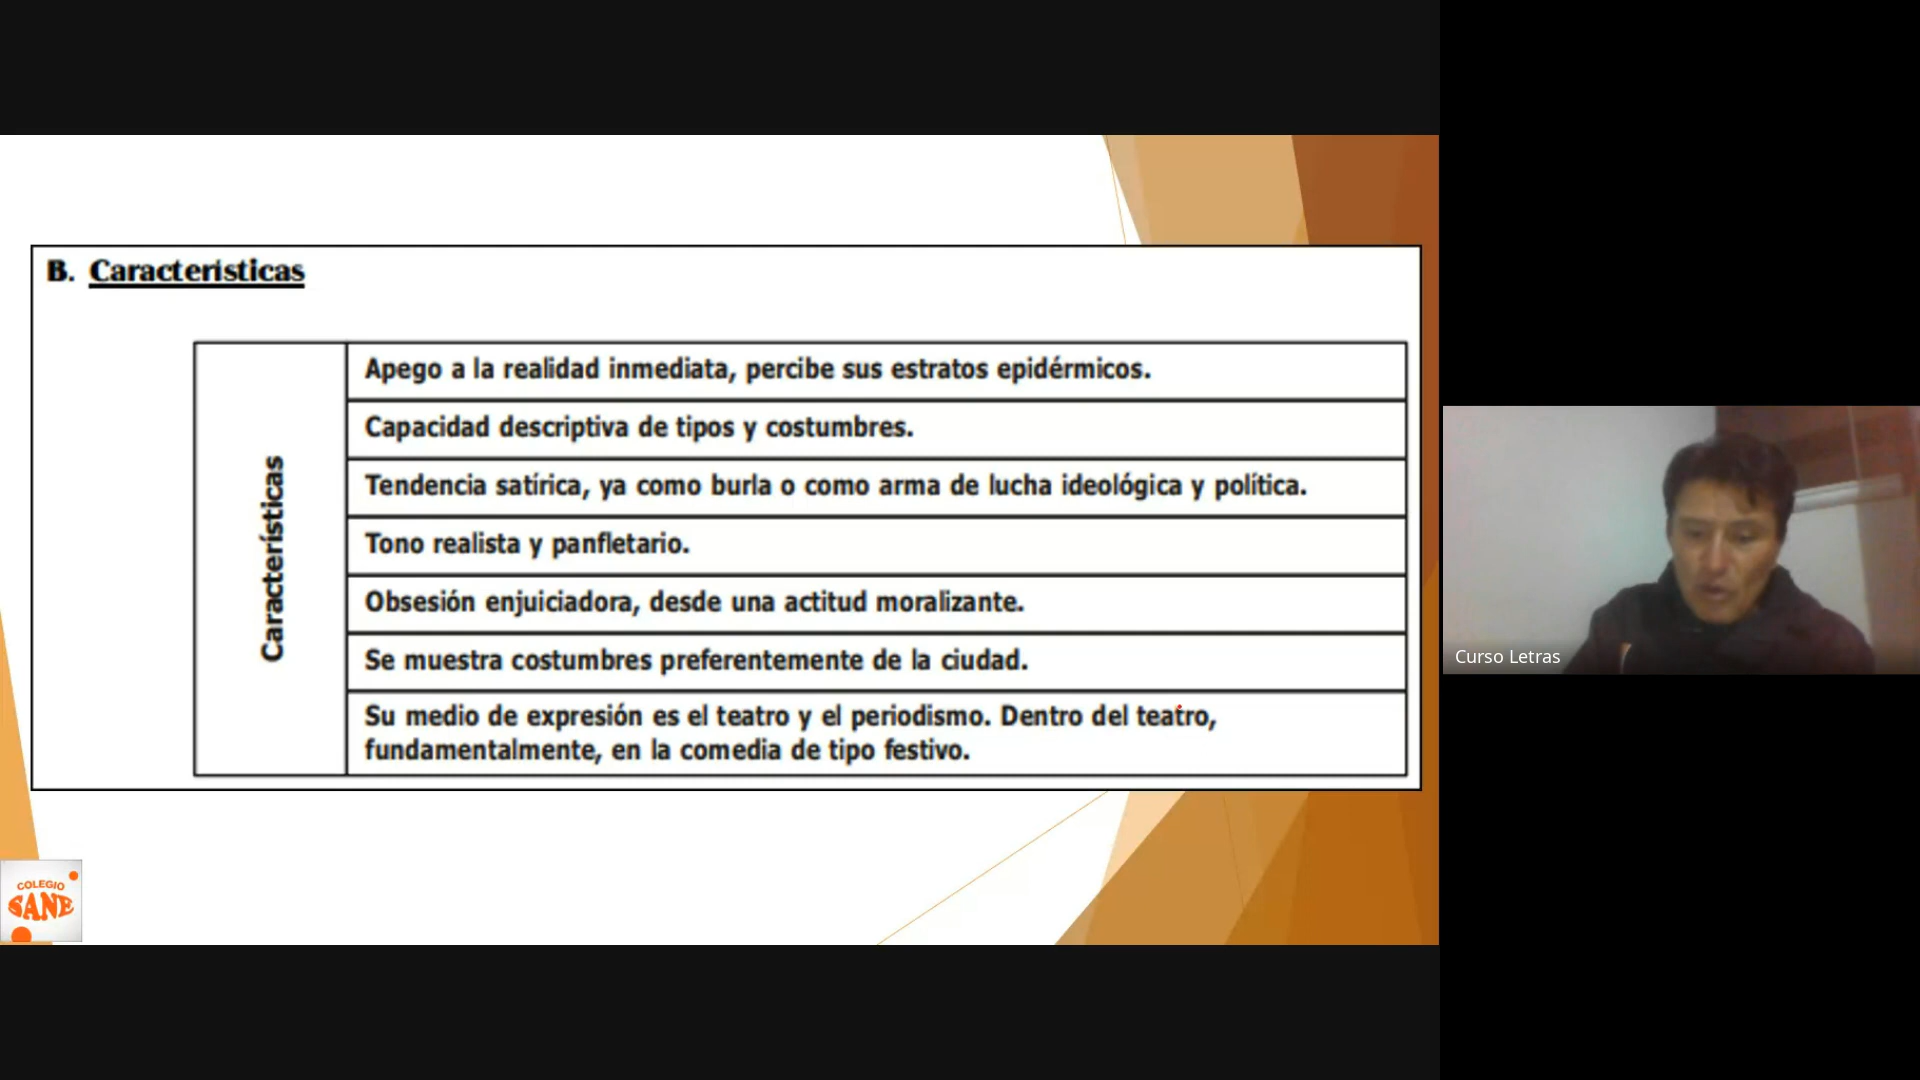 B. Características
Características
Apego a la realidad inmediata, percibe sus estratos epidérmicos.
Capacidad descriptiva de tipos y costumbres.
Tendencia satírica, ya como burla o como arma de lucha ideológica y política.
Tono realista y panfletario.
Obsesión enjuiciadora, desde una actitud moralizante.
Se muestra costumbres preferentemente de la ciudad.
Su medio de expresión es el teatro y el periodismo. Dentro del teatro,
fundamentalmente, en la comedia de tipo festivo.
COLEGIO
SANE
Curso Letras